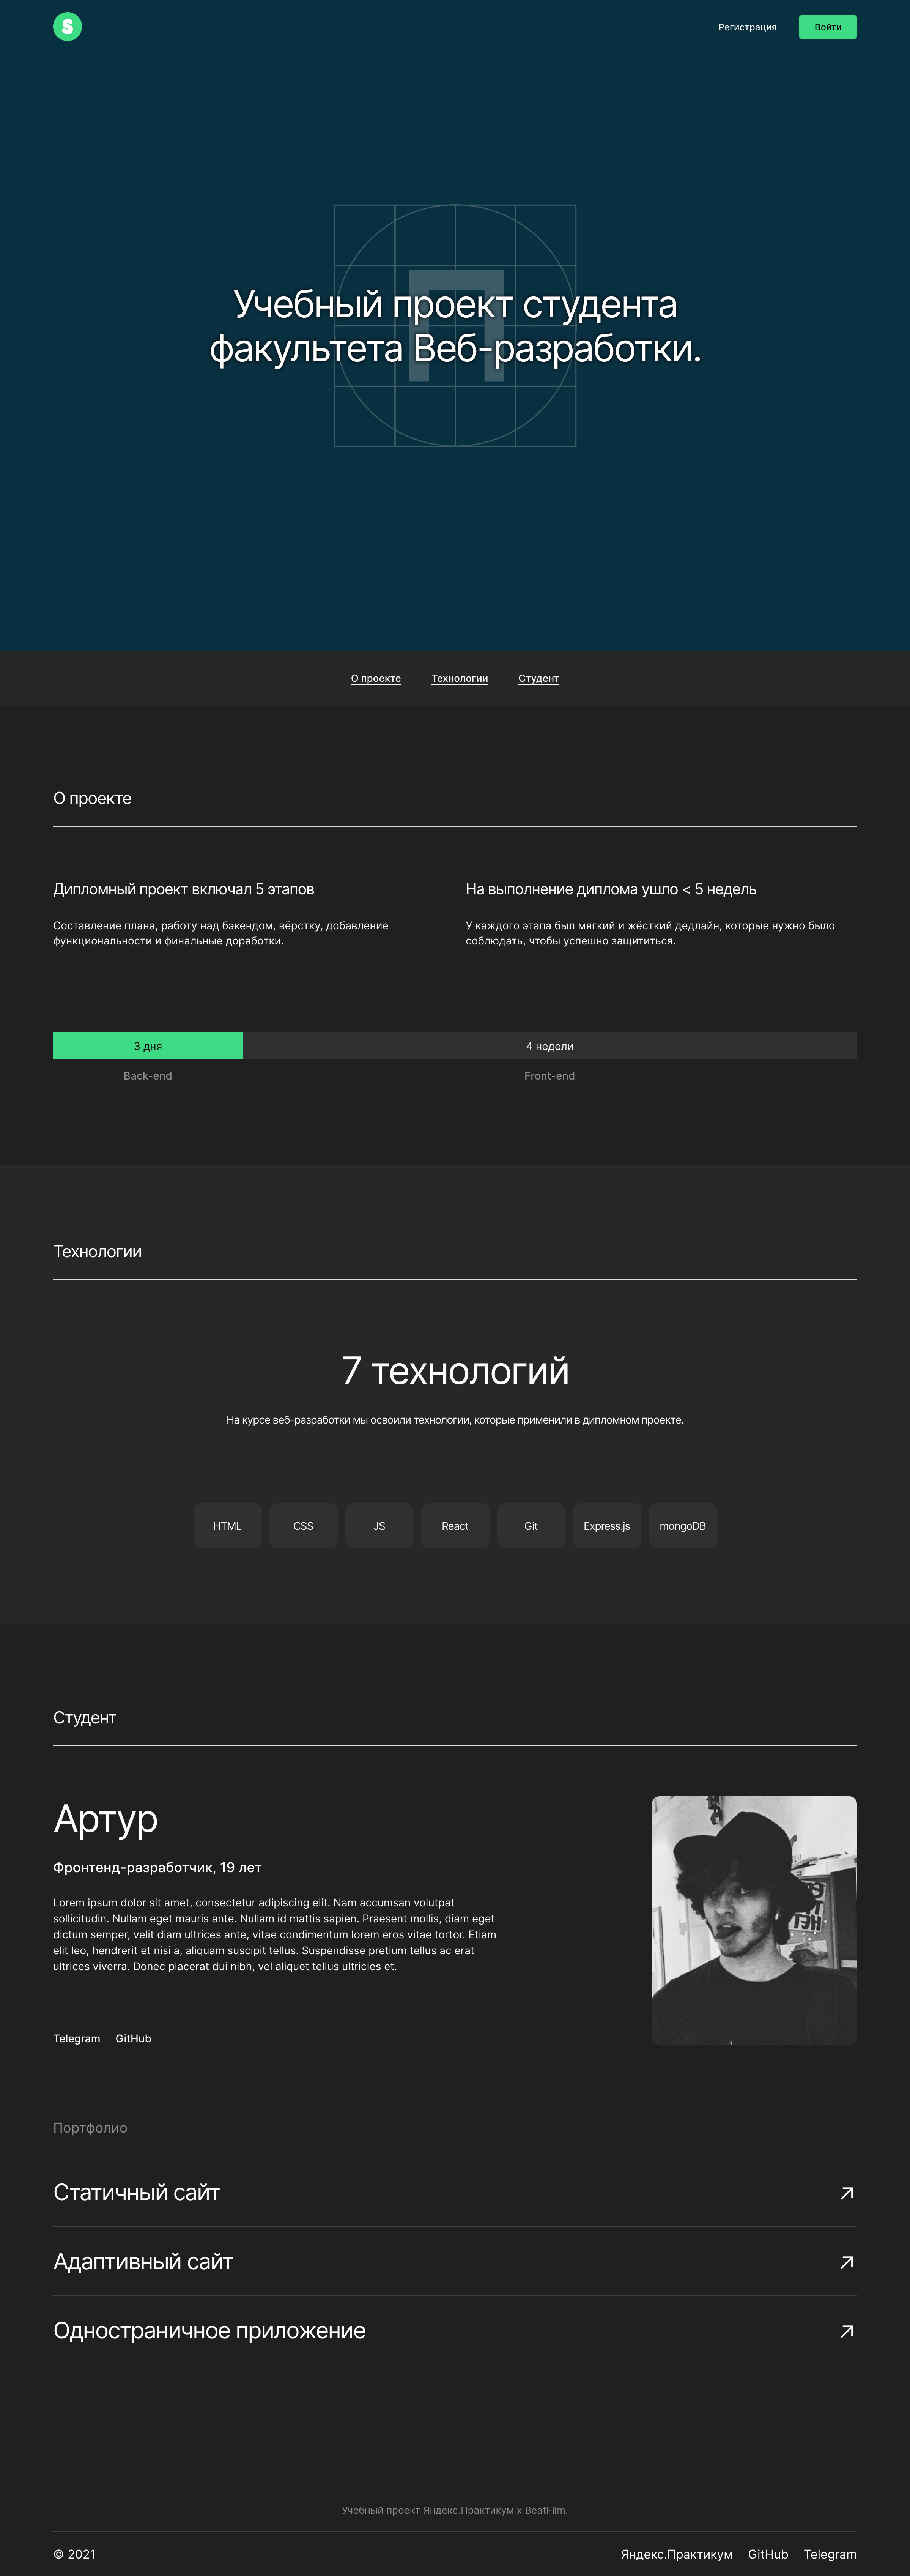 S
Регистрация
Войти
П
Учебный проект студента
факультета Веб-разработки.
О проекте
Технологии
Студент
О проекте
Дипломный проект включал 5 этапов
Составление плана, работу над бэкендом, вёрстку, добавление
функциональности и финальные доработки.
На выполнение диплома ушло < 5 недель
У каждого этапа был мягкий и жёсткий дедлайн, которые нужно было
соблюдать, чтобы успешно защититься.
3 дня
4 недели
Back-end
Front-end
Технологии
7 технологий
На курсе веб-разработки мы освоили технологии, которые применили в дипломном проекте.
HTML
CSS
JS
React
Git
Express.js
mongoDB
Студент
Артур
Фронтенд-разработчик, 19 лет
Lorem ipsum dolor sit amet, consectetur adipiscing elit. Nam accumsan volutpat
sollicitudin. Nullam eget mauris ante. Nullam id mattis sapien. Praesent mollis, diam eget
dictum semper, velit diam ultrices ante, vitae condimentum lorem eros vitae tortor. Etiam
elit leo, hendrerit et nisi a, aliquam suscipit tellus. Suspendisse pretium tellus ac erat
ultrices viverra. Donec placerat dui nibh, vel aliquet tellus ultricies et.
Telegram
GitHub
Портфолио
Статичный сайт
Адаптивный сайт
Одностраничное приложение
Учебный проект Яндекс.Практикум х BeatFilm.
© 2021
Яндекс.Практикум
GitHub
Telegram